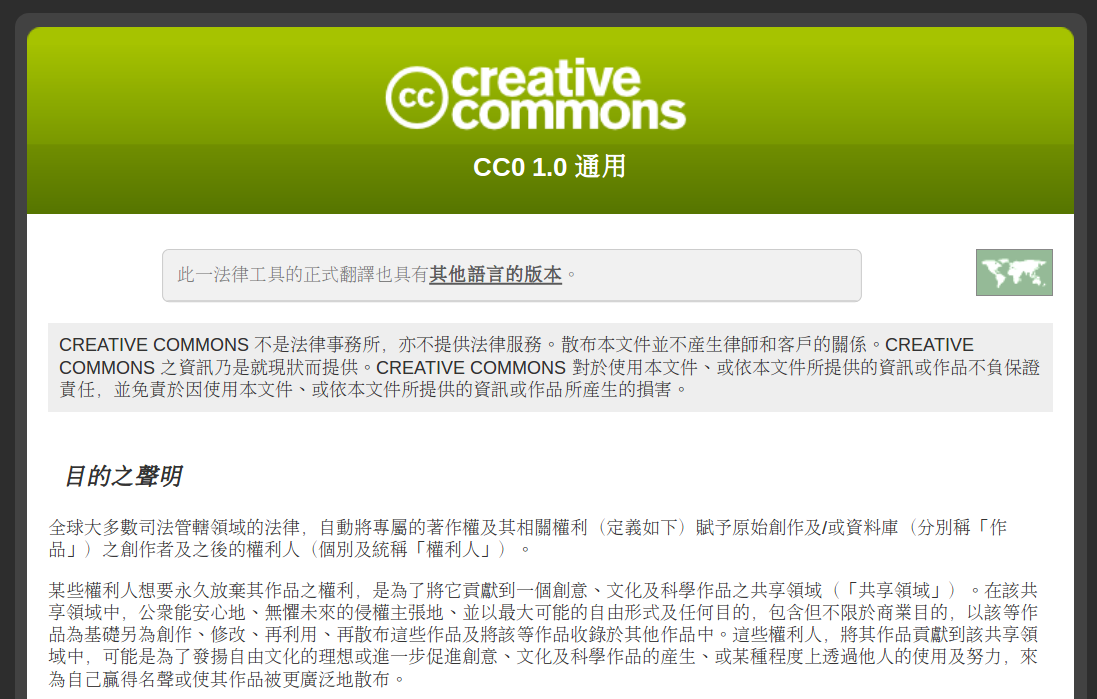 cc creative
commons
CC0 1.0 通用
此一法律工具的正式翻譯也具有其他語言的版本。
CREATIVE COMMONS 不是法律事務所，亦不提供法律服務。散布本文件並不產生律師和客戶的關係。CREATIVE
COMMONS 之資訊乃是就現狀而提供。CREATIVE COMMONS 對於使用本文件、或依本文件所提供的資訊或作品不負保證
責任，並免責於因使用本文件、或依本文件所提供的資訊或作品所產生的損害。
目的之聲明
全球大多數司法管轄領域的法律，自動將專屬的著作權及其相關權利（定義如下）賦予原始創作及/或資料庫（分別稱「作
品」）之創作者及之後的權利人（個別及統稱「權利人」）。
某些權利人想要永久放棄其作品之權利，是為了將它貢獻到一個創意、文化及科學作品之共享領域（「共享領域」）。在該共
享領域中，公衆能安心地、無懼未來的侵權主張地、並以最大可能的自由形式及任何目的，包含但不限於商業目的，以該等作
品為基礎另為創作、修改、再利用、再散布這些作品及將該等作品收錄於其他作品中。這些權利人，將其作品貢獻到該共享領
域中，可能是為了發揚自由文化的理想或進一步促進創意、文化及科學作品的産生、或某種程度上透過他人的使用及努力，來
為自己贏得名聲或使其作品被更廣泛地散布。